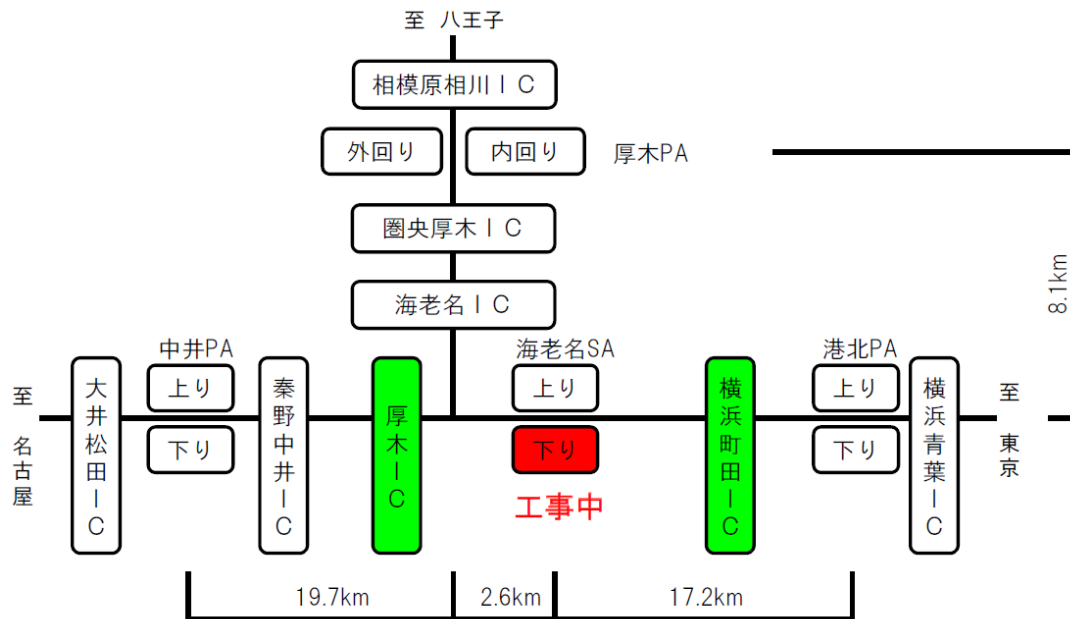 至 八王子
相模原相川IC
外回り
内回り
厚木PA
圏央厚木IC
海老名IC
8.1km
中井PA
海老名SA
港北PA
至 名古屋
大井松田IC
上り
下り
秦野中井IC
厚木IC
上り
下り
工事中
横浜町田IC
上り
下り
横浜青葉IC
至 東京
19.7km
2.6km
17.2km